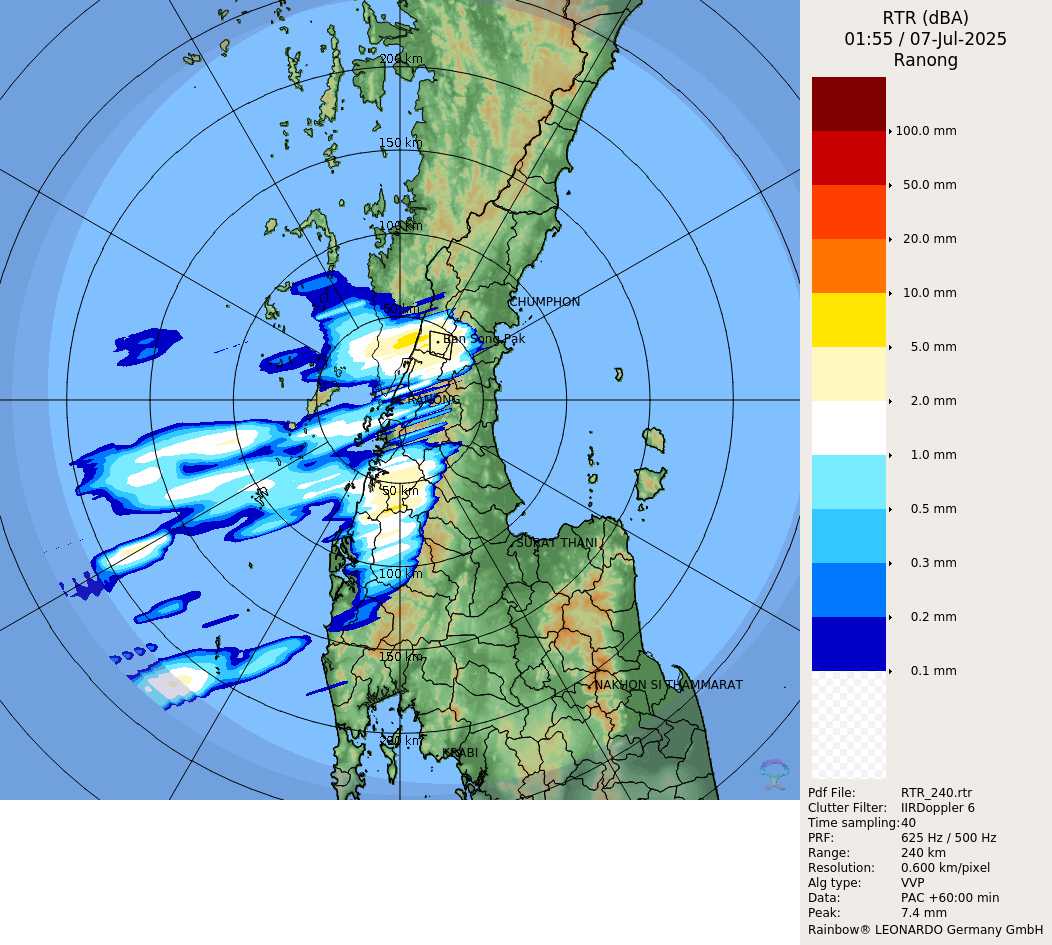 RTR (dBA)
01:55 / 07-Jul-2025
Ranong
100.0 mm
50.0 mm
20.0 mm
10.0 mm
5.0 mm
2.0 mm
1.0 mm
0.5 mm
0.3 mm
0.2 mm
0.1 mm
Pdf File: RTR_240.rtr
Clutter Filter: IIRDoppler 6
Time sampling:40
PRF: 625 Hz / 500 Hz
Range: 240 km
Resolution: 0.600 km/pixel
Alg type: VVP
Data: PAC +60:00 min
Peak: 7.4 mm
Rainbow® LEONARDO Germany GmbH
200 km
150 km
100 km
50 km
CHUMPHON
Ban Song Pak
RANONG
50 km
SURAT THANI
100 km
150 km
NAKHON SI THAMMARAT
200 km
KRABI